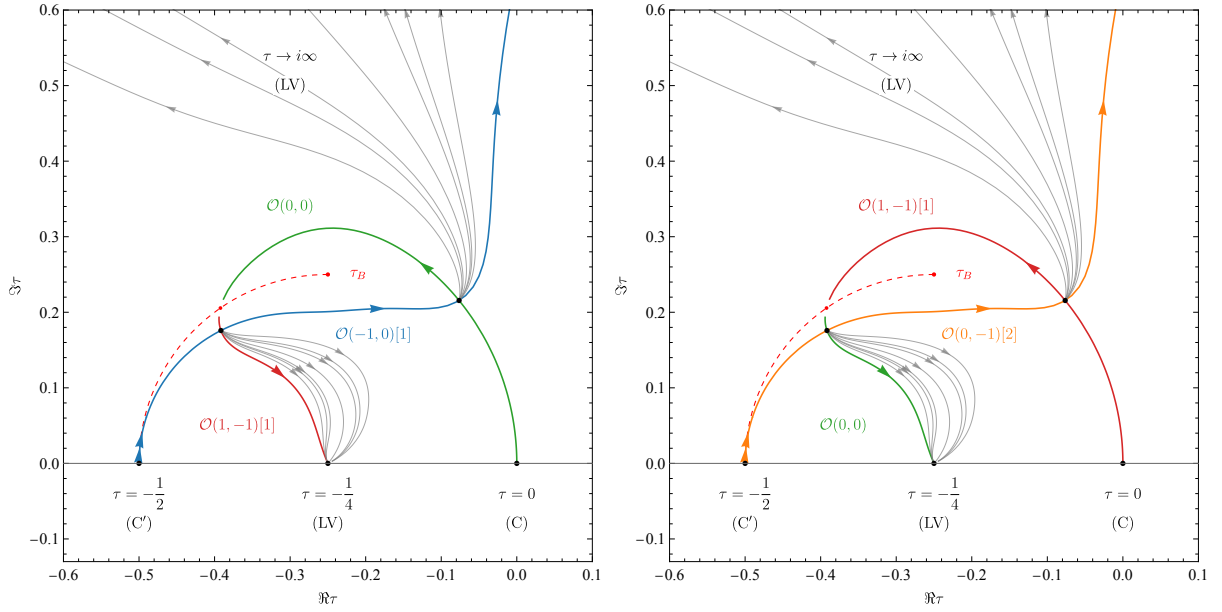 0.6
0.5
0.4
0.3
0.2
0.1
0.0
−0.1
ℑτ
τ → i∞
(LV)
𝒪(0, 0)
τ_B
𝒪(−1, 0)[1]
𝒪(1, −1)[1]
τ = −1/2
(C′)
τ = −1/4
(LV)
τ = 0
(C)
−0.6 −0.5 −0.4 −0.3 −0.2 −0.1 0.0 0.1
ℜτ
0.6
0.5
0.4
0.3
0.2
0.1
0.0
−0.1
ℑτ
τ → i∞
(LV)
𝒪(1, −1)[1]
τ_B
𝒪(0, −1)[2]
𝒪(0, 0)
τ = −1/2
(C′)
τ = −1/4
(LV)
τ = 0
(C)
−0.6 −0.5 −0.4 −0.3 −0.2 −0.1 0.0 0.1
ℜτ